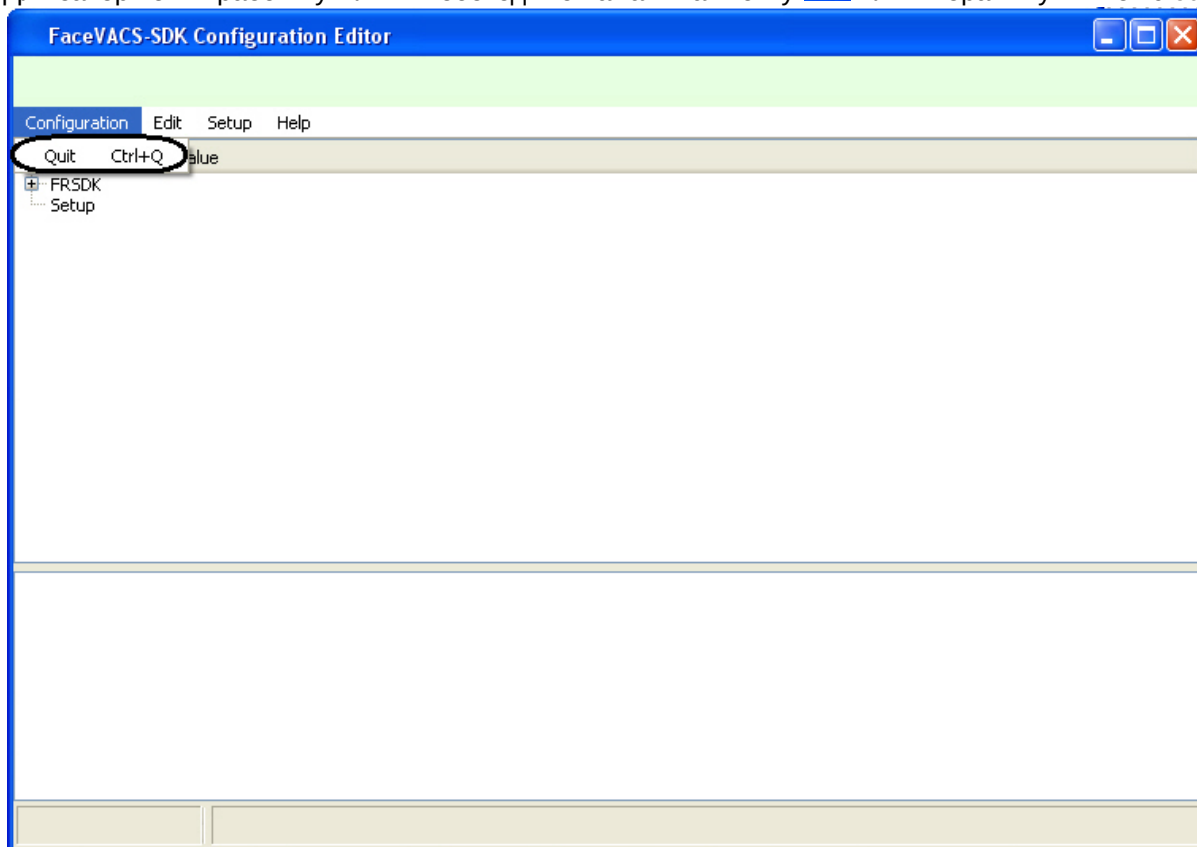 FaceVACS-SDK Configuration Editor
Configuration Edit Setup Help
Quit Ctrl+Q alue
FRSDK
Setup